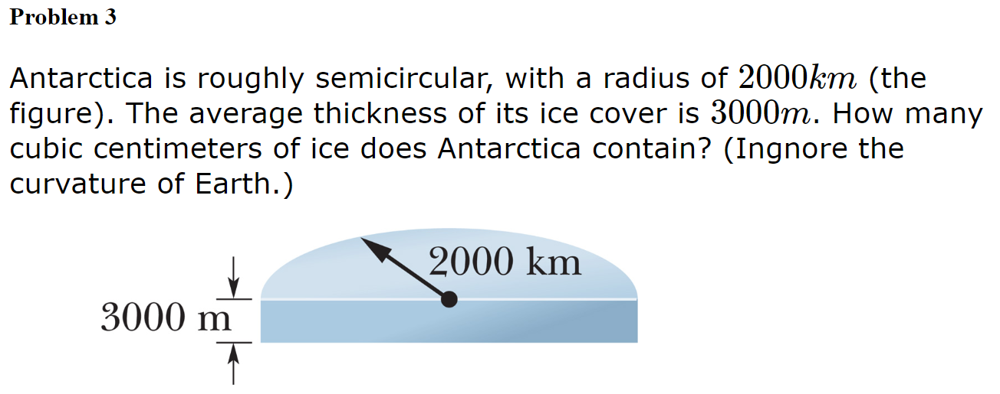 Problem 3
Antarctica is roughly semicircular, with a radius of 2000km (the
figure). The average thickness of its ice cover is 3000m. How many
cubic centimeters of ice does Antarctica contain? (Ingnore the
curvature of Earth.)
2000 km
3000 m